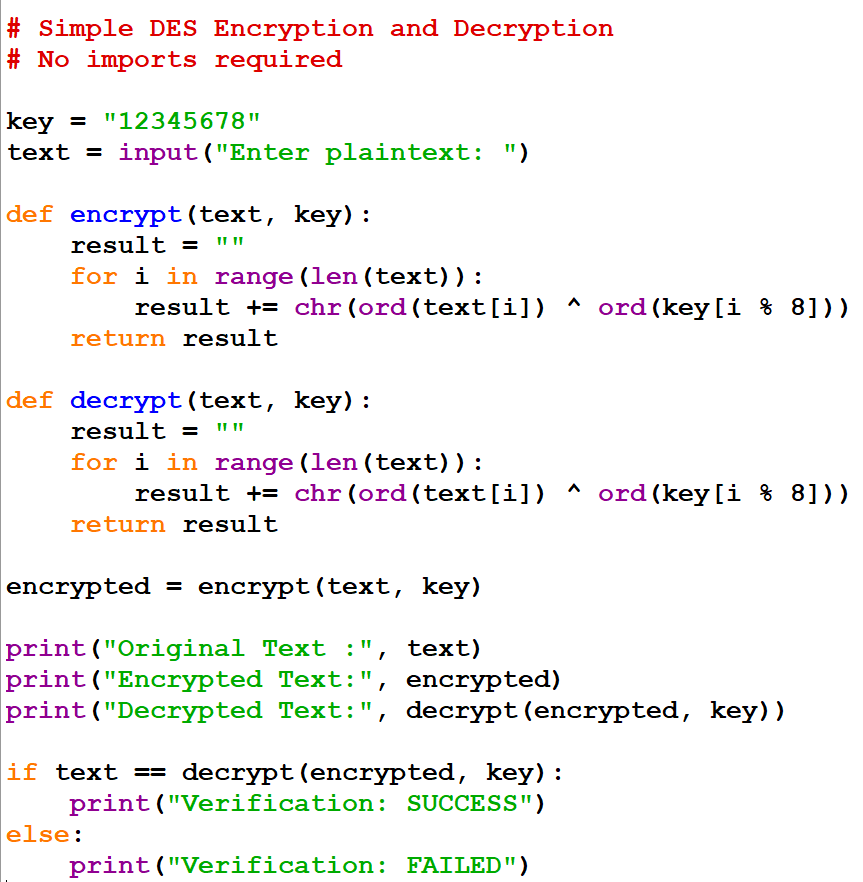 # Simple DES Encryption and Decryption
# No imports required

key = "12345678"
text = input("Enter plaintext: ")

def encrypt(text, key):
    result = ""
    for i in range(len(text)):
        result += chr(ord(text[i]) ^ ord(key[i % 8]))
    return result

def decrypt(text, key):
    result = ""
    for i in range(len(text)):
        result += chr(ord(text[i]) ^ ord(key[i % 8]))
    return result

encrypted = encrypt(text, key)

print("Original Text :", text)
print("Encrypted Text:", encrypted)
print("Decrypted Text:", decrypt(encrypted, key))

if text == decrypt(encrypted, key):
    print("Verification: SUCCESS")
else:
    print("Verification: FAILED")